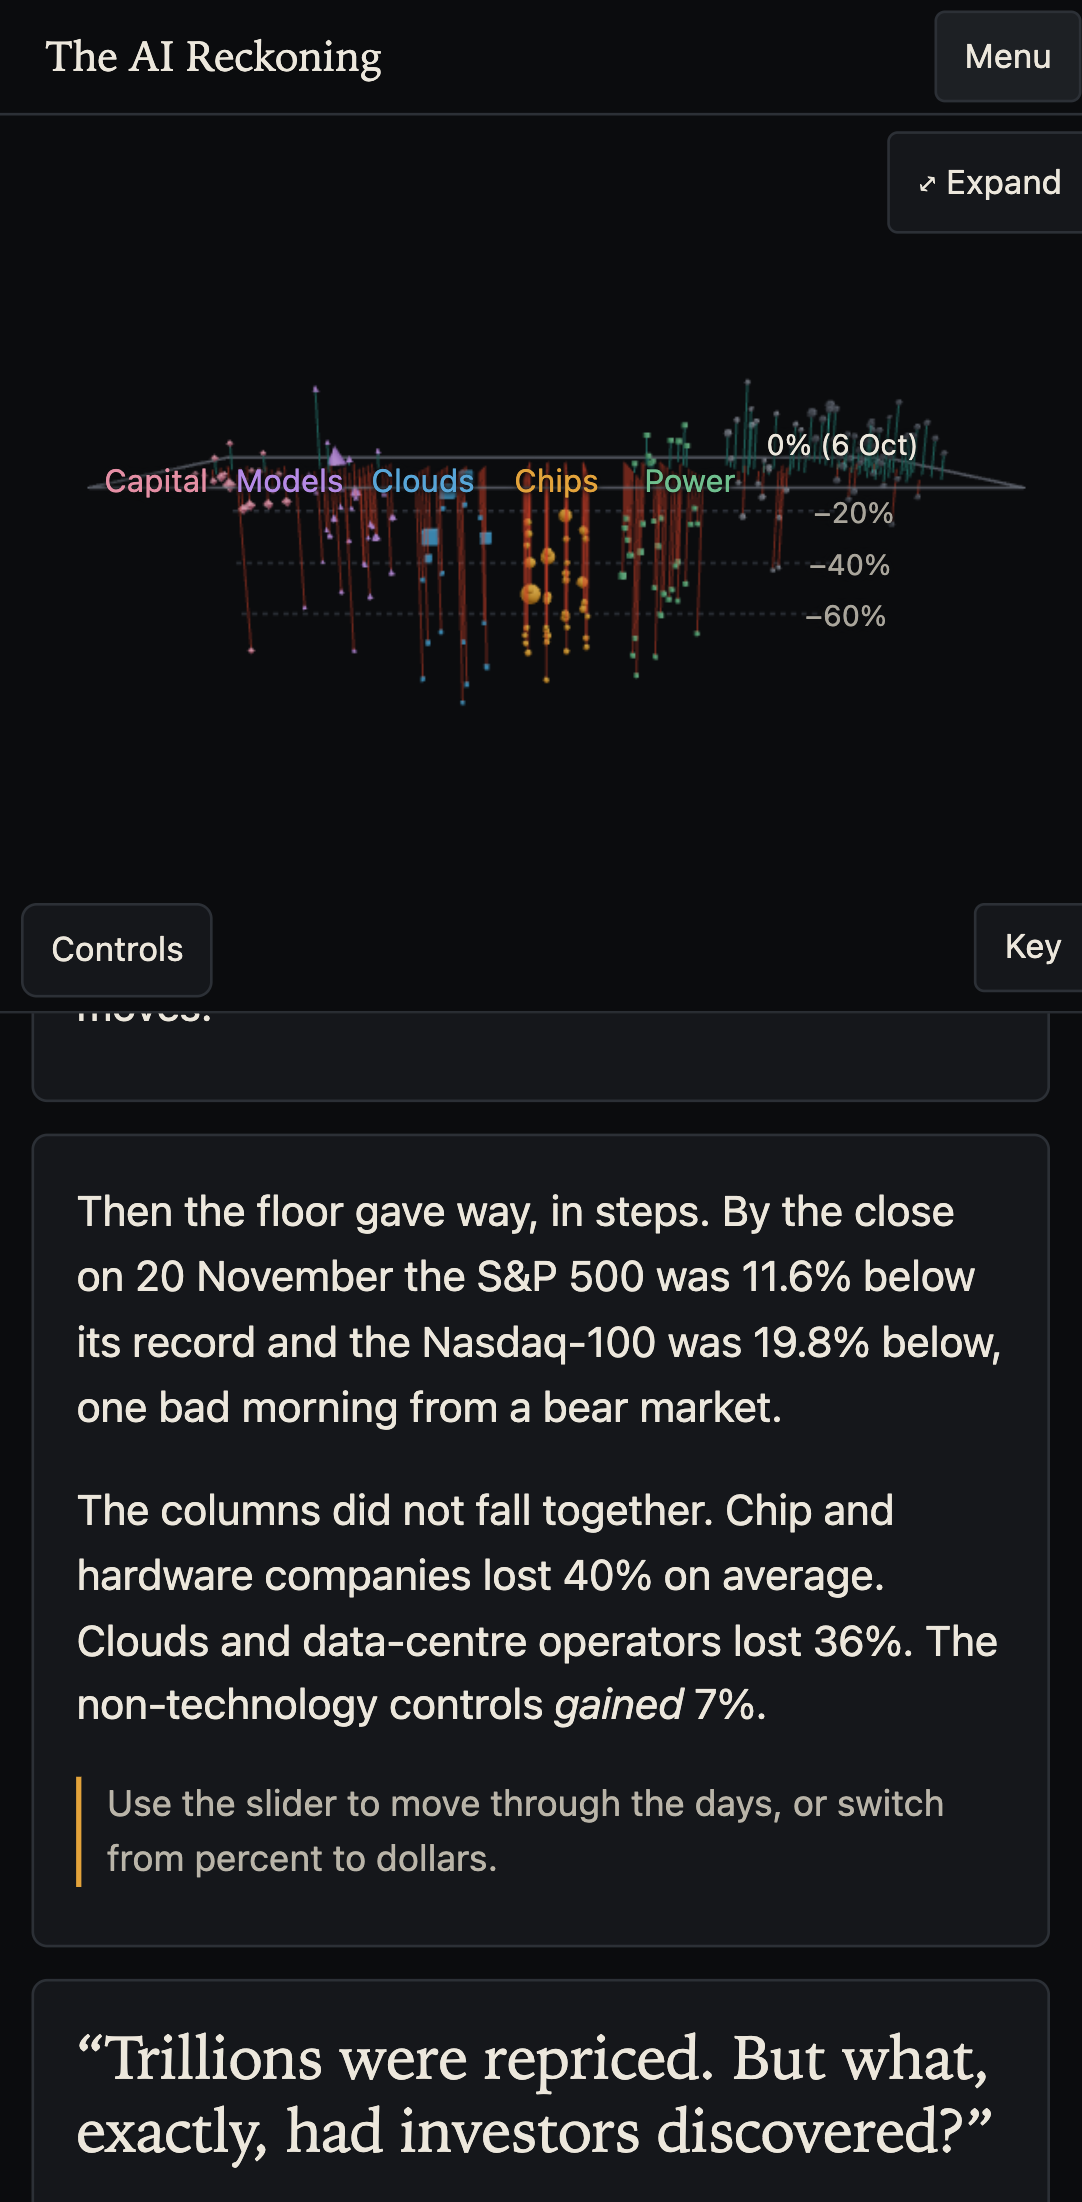 The AI Reckoning
Menu
⤢ Expand
0% (6 Oct)
Capital
Models
Clouds
Chips
Power
−20%
−40%
−60%
Controls
Key
moves.
Then the floor gave way, in steps. By the close
on 20 November the S&P 500 was 11.6% below
its record and the Nasdaq-100 was 19.8% below,
one bad morning from a bear market.
The columns did not fall together. Chip and
hardware companies lost 40% on average.
Clouds and data-centre operators lost 36%. The
non-technology controls gained 7%.
Use the slider to move through the days, or switch
from percent to dollars.
“Trillions were repriced. But what,
exactly, had investors discovered?”